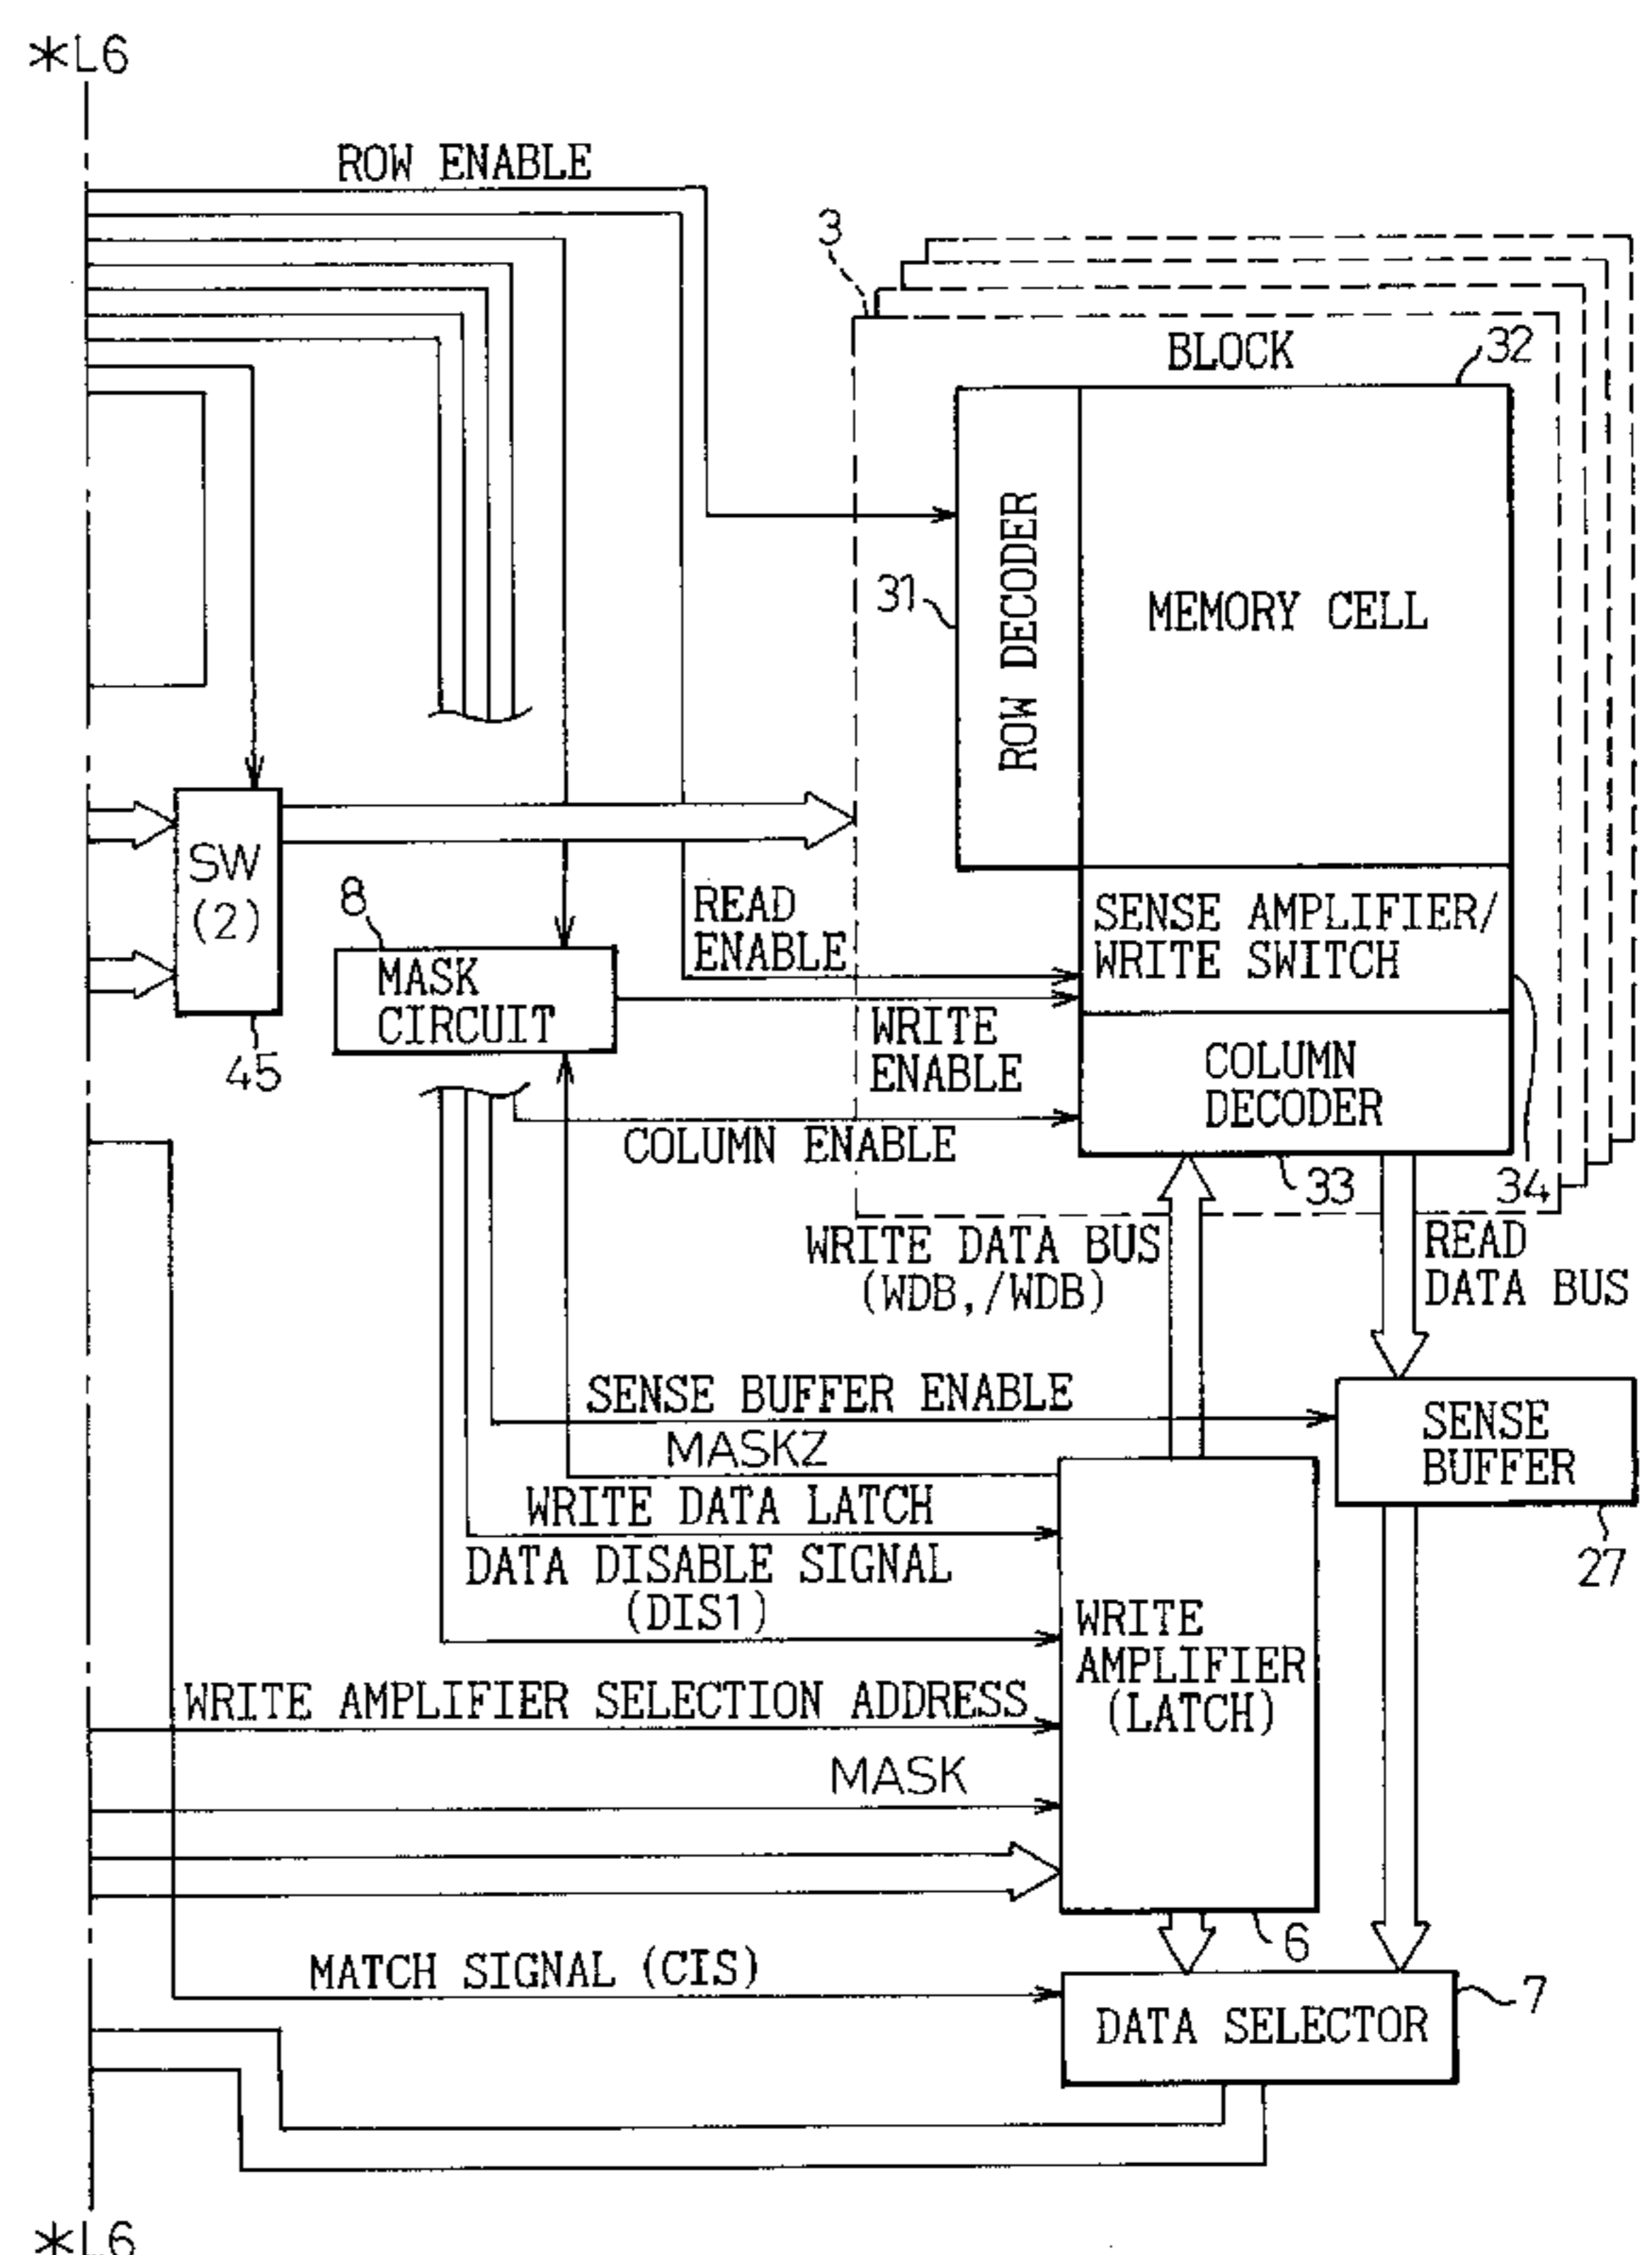 *L6
ROW ENABLE
3
BLOCK
32
31
ROW DECODER
MEMORY CELL
SW
(2)
45
8
MASK
CIRCUIT
READ
ENABLE
SENSE AMPLIFIER/
WRITE SWITCH
WRITE
ENABLE
COLUMN
DECODER
COLUMN ENABLE
33
34
WRITE DATA BUS
(WDB,/WDB)
READ
DATA BUS
SENSE BUFFER ENABLE
SENSE
BUFFER
27
MASKZ
WRITE DATA LATCH
DATA DISABLE SIGNAL
(DIS1)
WRITE
AMPLIFIER
(LATCH)
WRITE AMPLIFIER SELECTION ADDRESS
MASK
6
MATCH SIGNAL (CIS)
7
DATA SELECTOR
*L6